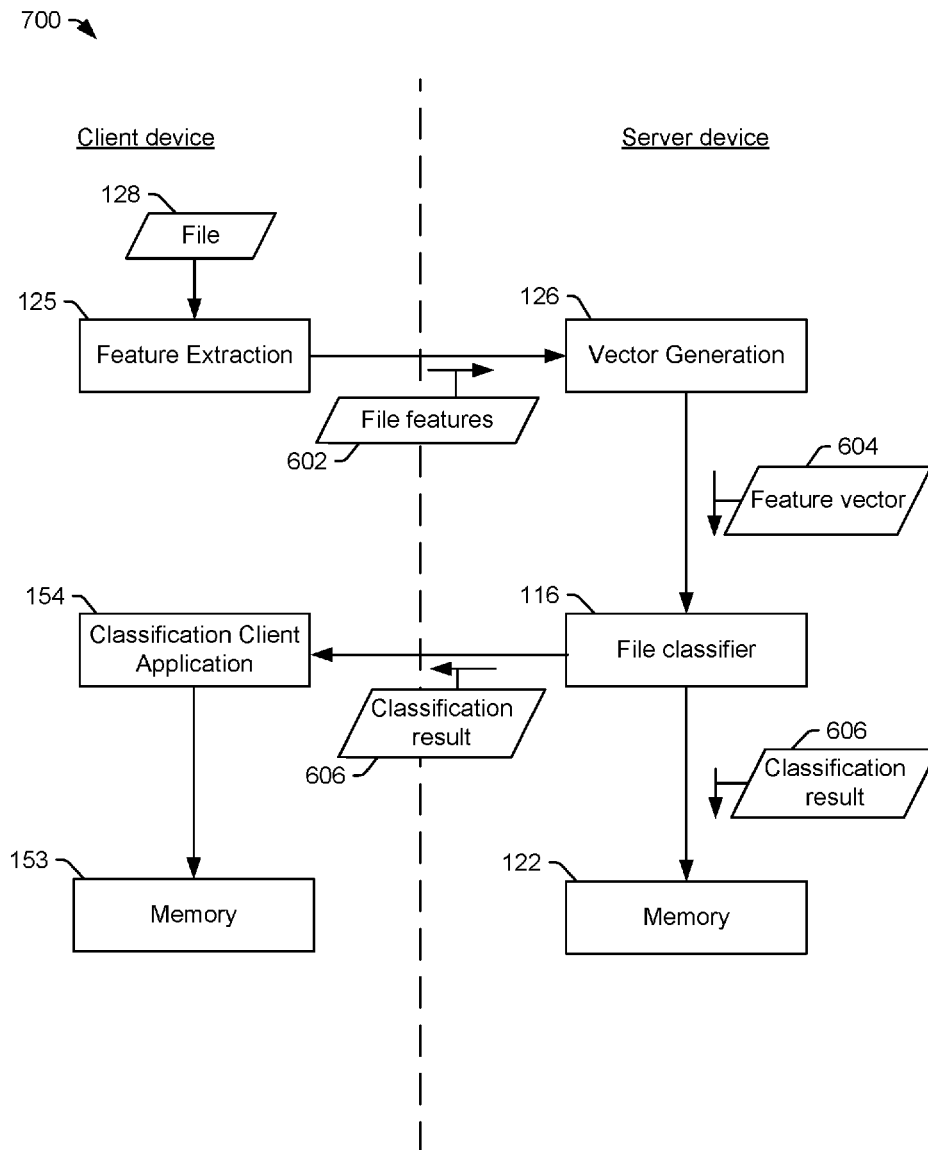 700
Client device
Server device
128
File
125
Feature Extraction
126
Vector Generation
File features
602
604
Feature vector
154
Classification Client
Application
116
File classifier
Classification
result
606
606
Classification
result
153
Memory
122
Memory